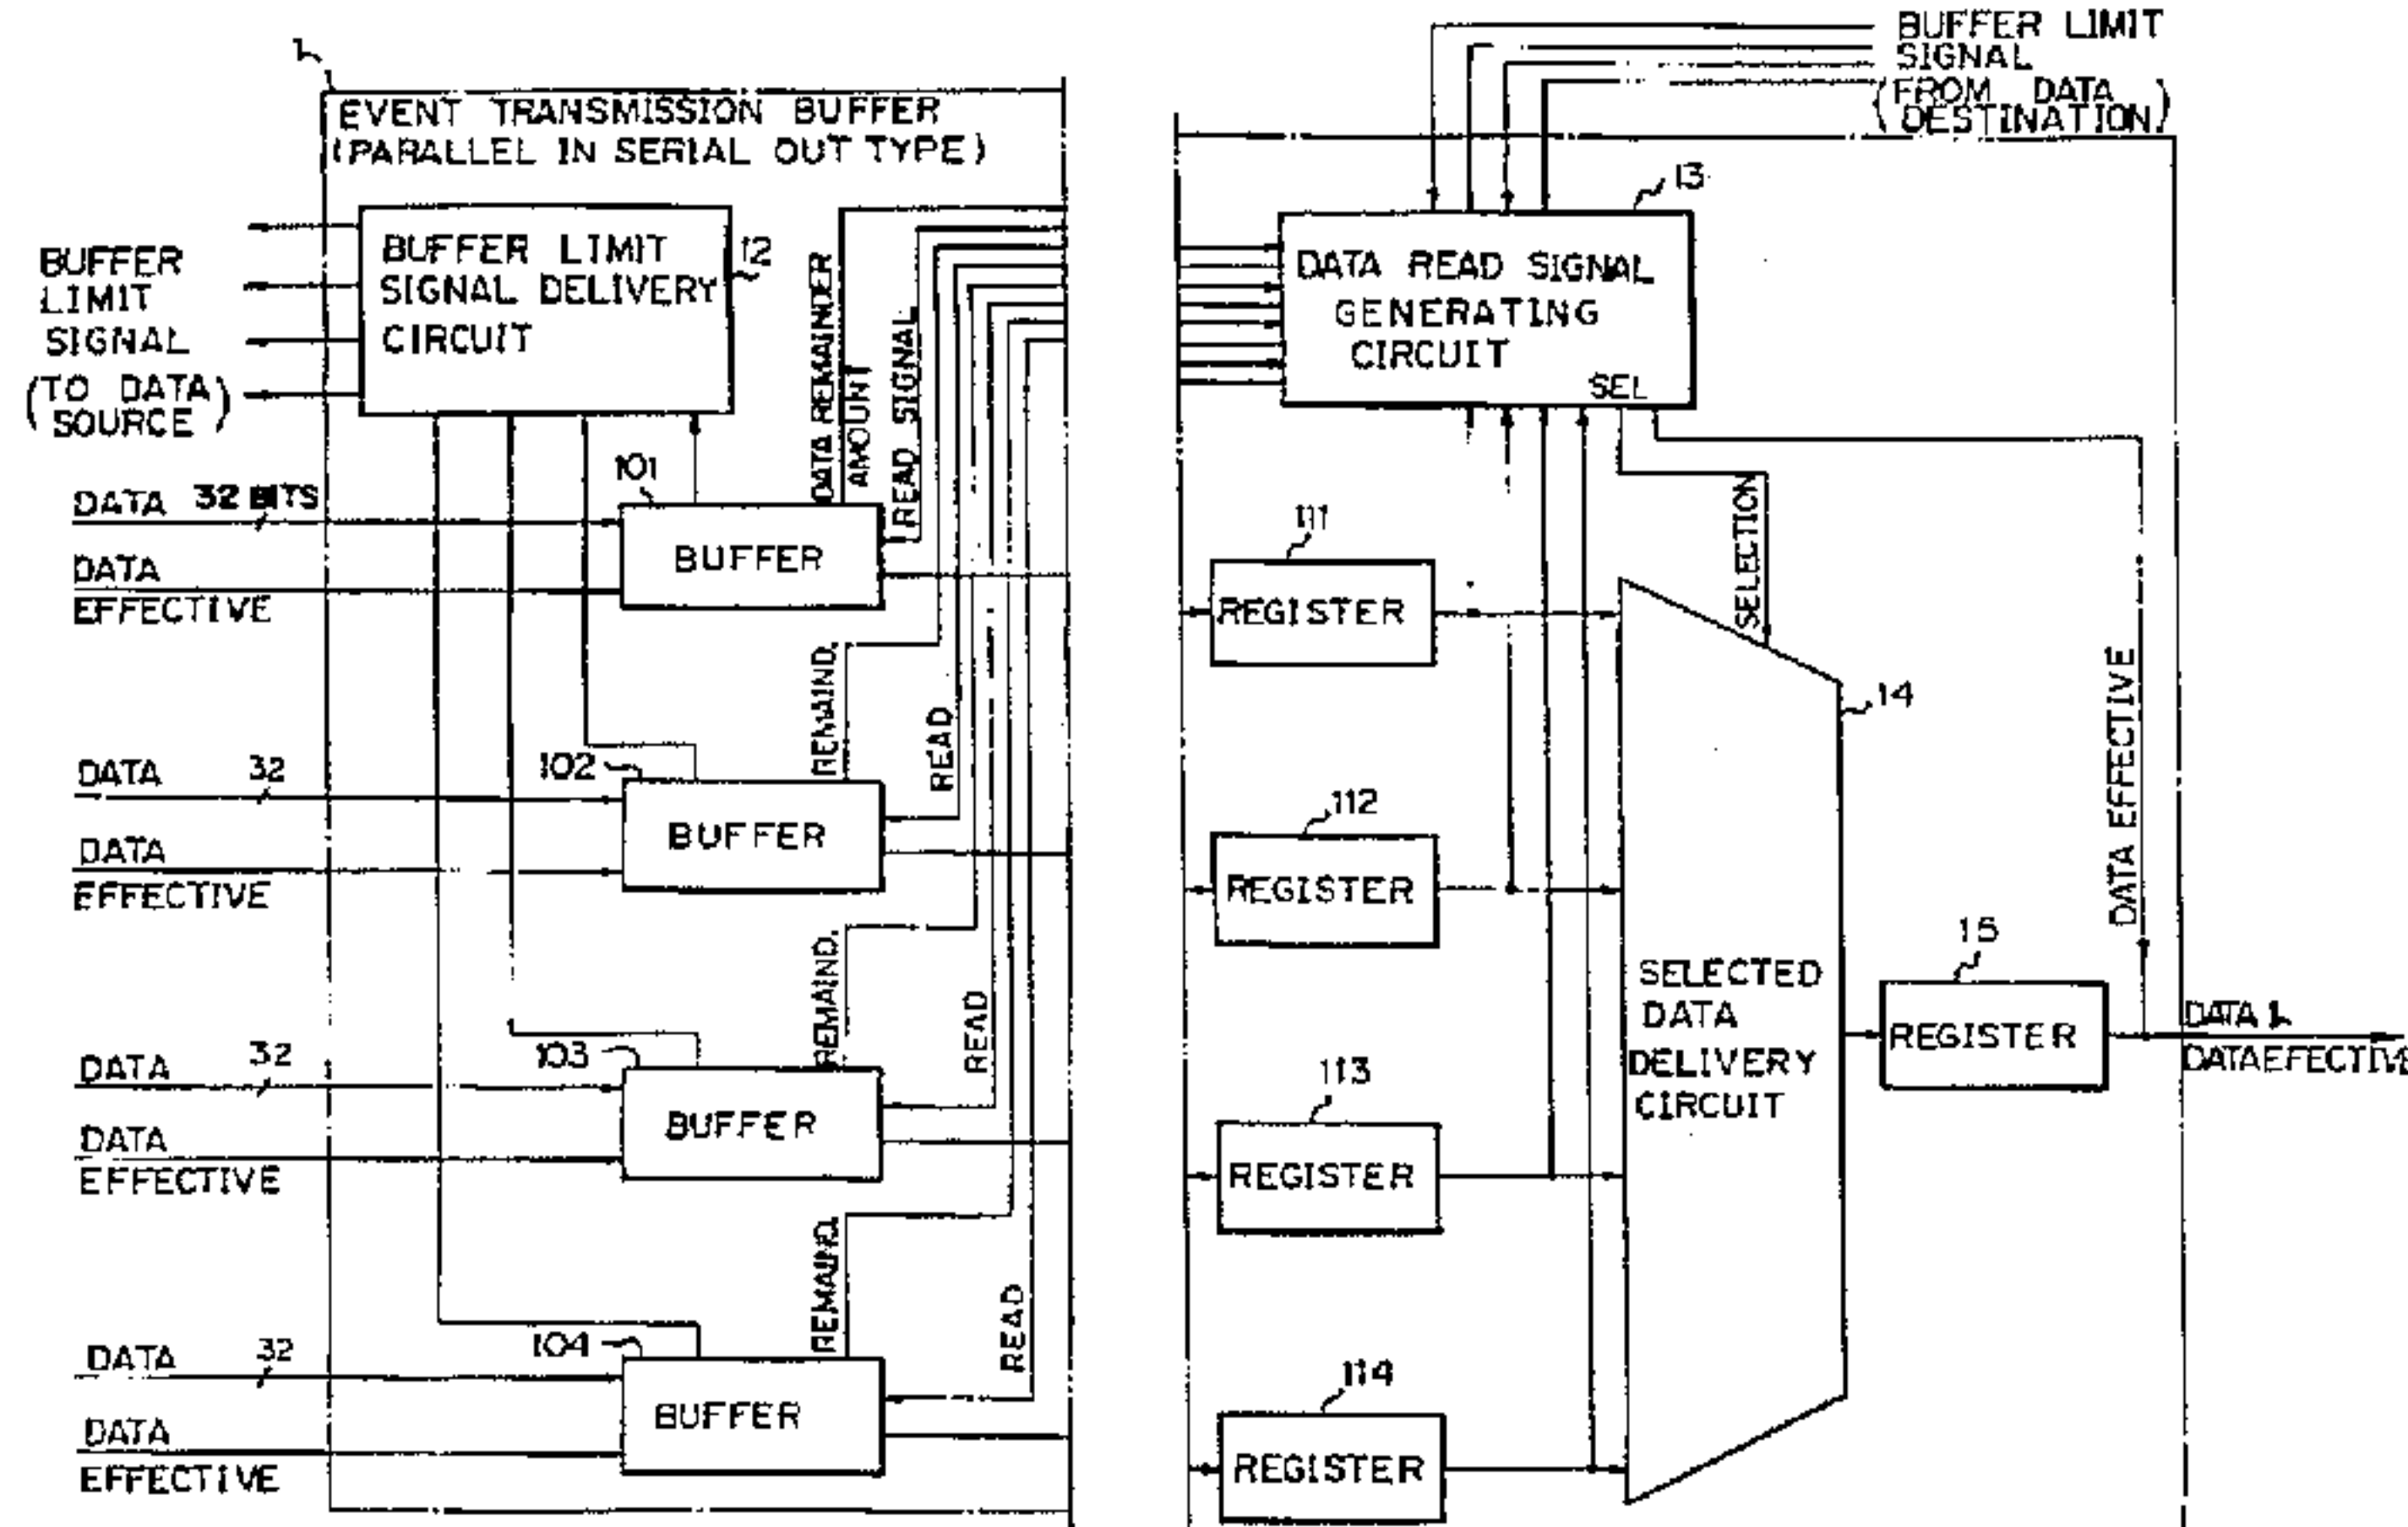 1
EVENT TRANSMISSION BUFFER
(PARALLEL IN SERIAL OUT TYPE)
BUFFER LIMIT
SIGNAL DELIVERY
CIRCUIT
12
BUFFER
LIMIT
SIGNAL
(TO DATA
SOURCE)
DATA REMAINDER
AMOUNT
READ SIGNAL
101
DATA 32 BITS
BUFFER
DATA
EFFECTIVE
REMAIND.
READ
102
DATA 32
BUFFER
DATA
EFFECTIVE
REMAIND.
READ
103
DATA 32
BUFFER
DATA
EFFECTIVE
REMAIND.
READ
104
DATA 32
BUFFER
DATA
EFFECTIVE
BUFFER LIMIT
SIGNAL
(FROM DATA
DESTINATION)
13
DATA READ SIGNAL
GENERATING
CIRCUIT
SEL
SELECTION
111
REGISTER
112
REGISTER
113
REGISTER
114
REGISTER
14
SELECTED
DATA
DELIVERY
CIRCUIT
15
REGISTER
DATA EFFECTIVE
DATA 1
DATAEFECTIVE